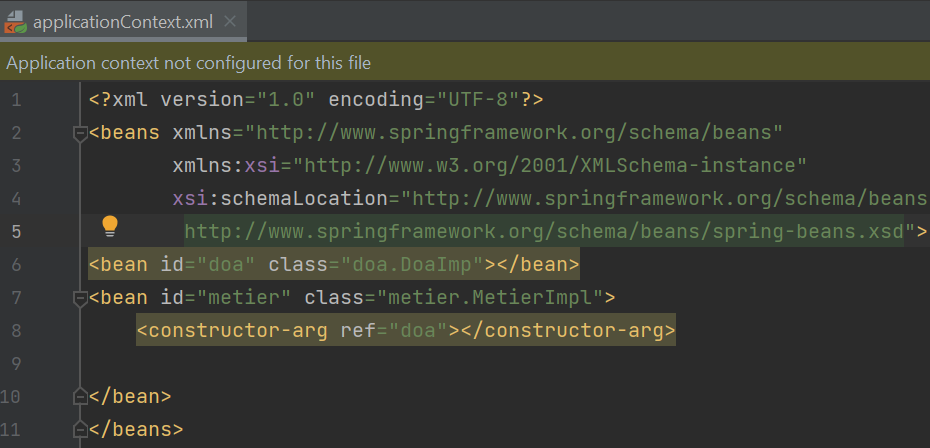 applicationContext.xml
Application context not configured for this file
1 <?xml version="1.0" encoding="UTF-8"?>
2 <beans xmlns="http://www.springframework.org/schema/beans"
3 xmlns:xsi="http://www.w3.org/2001/XMLSchema-instance"
4 xsi:schemaLocation="http://www.springframework.org/schema/beans
5 http://www.springframework.org/schema/beans/spring-beans.xsd">
6 <bean id="doa" class="doa.DoaImp"></bean>
7 <bean id="metier" class="metier.MetierImpl">
8 <constructor-arg ref="doa"></constructor-arg>
9
10 </bean>
11 </beans>